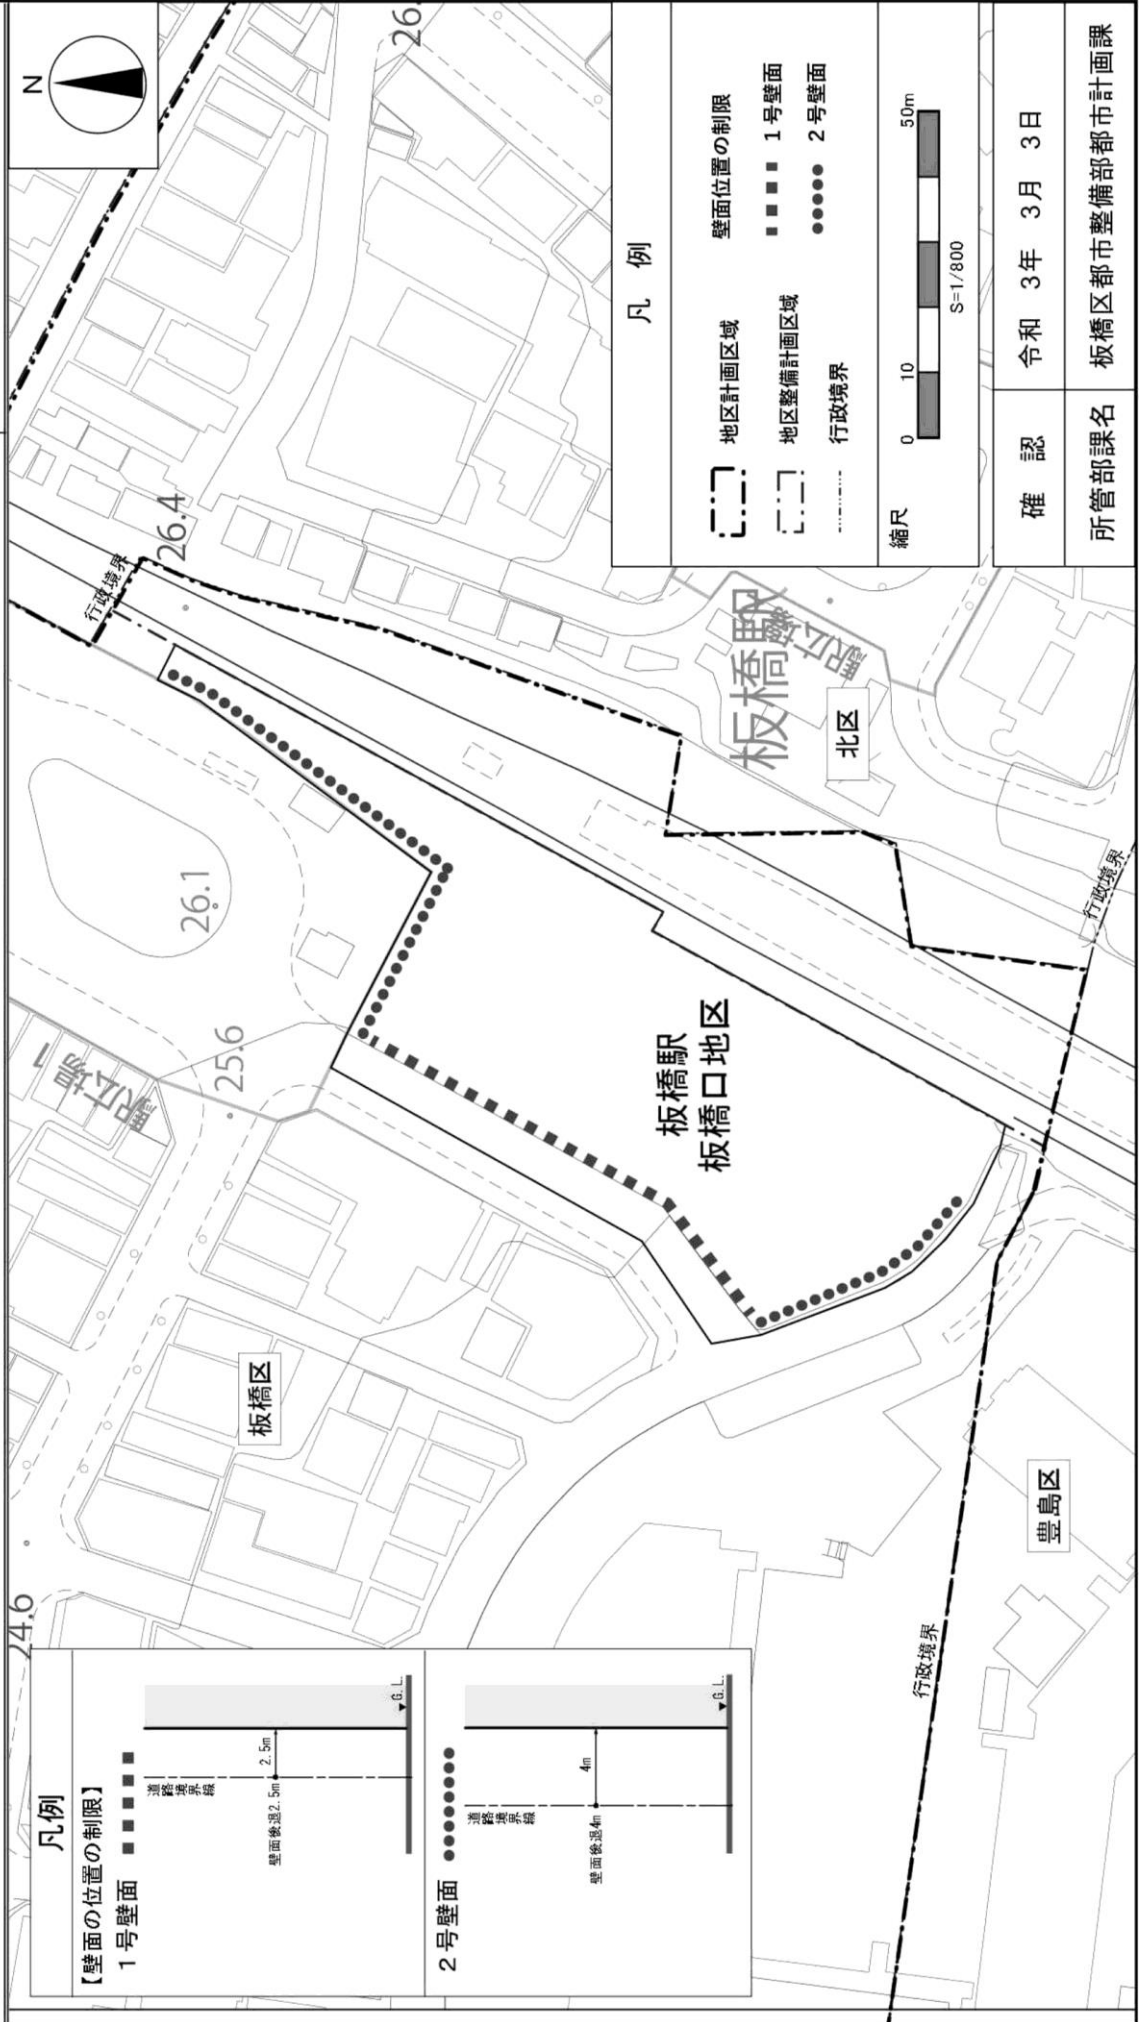 凡例
【壁面の位置の制限】
1号壁面
道路境界線
2.5m
壁面後退2.5m
G.L.
2号壁面
道路境界線
4m
壁面後退4m
G.L.
24.6
板橋区
駅広場 1
25.6
26.1
行政境界
26.4
26.
N
板橋駅
板橋口地区
板橋駅
駅広場
北区
行政境界
豊島区
行政境界
凡 例
地区計画区域
地区整備計画区域
行政境界
壁面位置の制限
1号壁面
2号壁面
縮尺
0 10 50m
S=1/800
確 認 令和 3年 3月 3日
所管部課名 板橋区都市整備部都市計画課